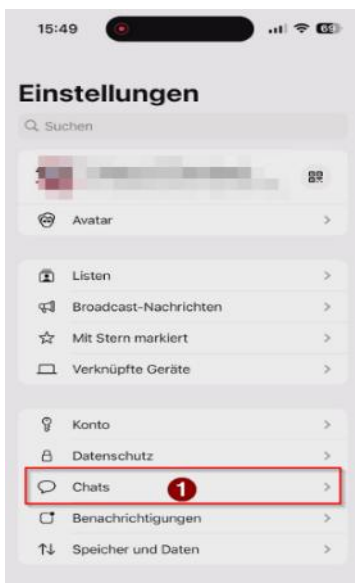 15:49
69
Einstellungen
Suchen
Avatar
Listen
Broadcast-Nachrichten
Mit Stern markiert
Verknüpfte Geräte
Konto
Datenschutz
Chats 1
Benachrichtigungen
Speicher und Daten